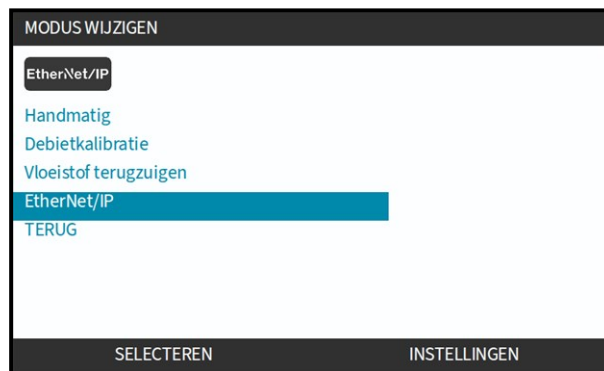 MODUS WIJZIGEN
EtherNet/IP
Handmatig
Debietkalibratie
Vloeistof terugzuigen
EtherNet/IP
TERUG
SELECTEREN INSTELLINGEN